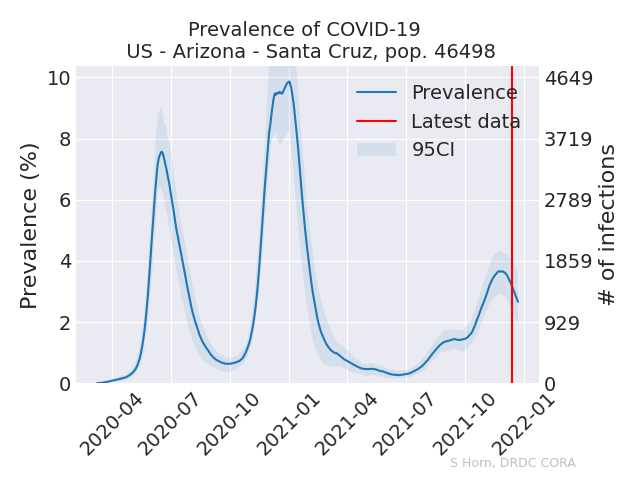 Prevalence of COVID-19
US - Arizona - Santa Cruz, pop. 46498
Prevalence (%)
10
8
6
4
2
0
Prevalence
Latest data
95CI
4649
3719
2789
1859
929
0
# of infections
2020-04
2020-07
2020-10
2021-01
2021-04
2021-07
2021-10
2022-01
S Horn, DRDC CORA